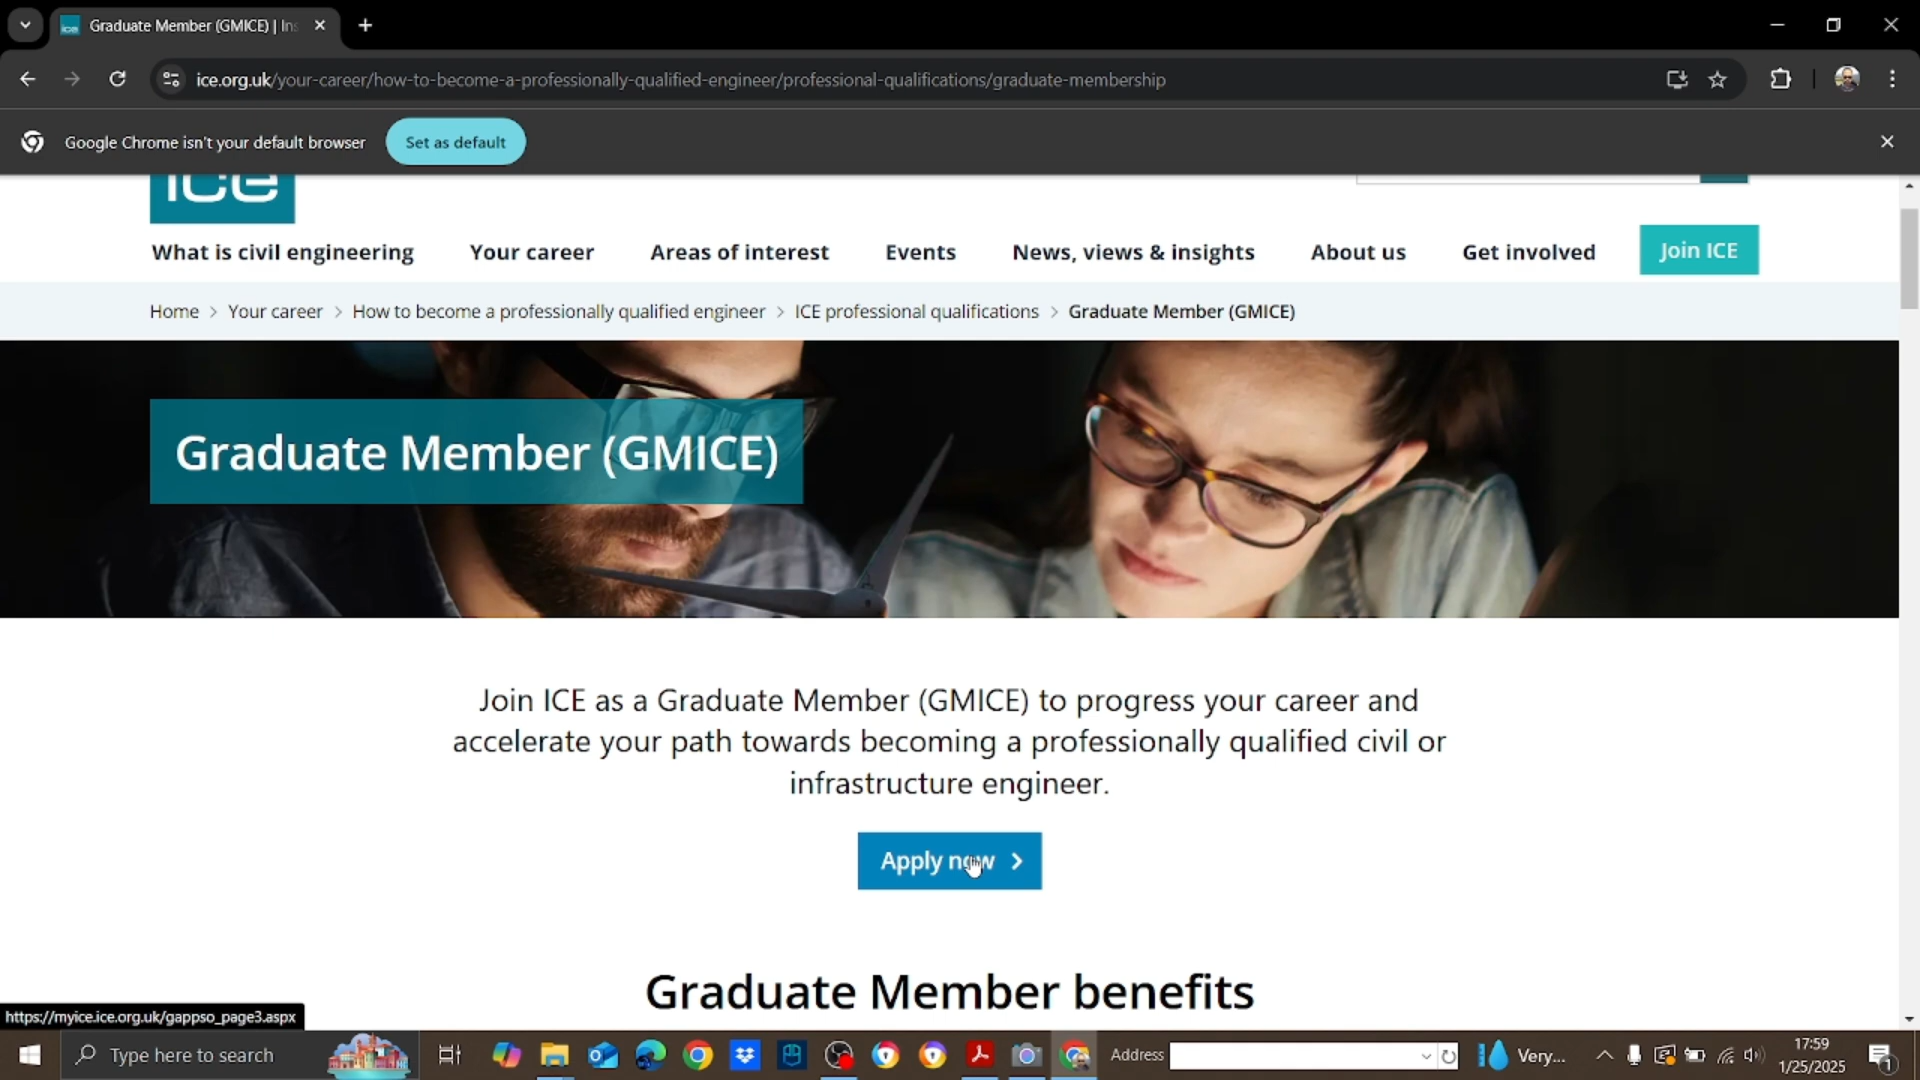 Graduate Member (GMICE) | Ins
ice.org.uk/your-career/how-to-become-a-professionally-qualified-engineer/professional-qualifications/graduate-membership
Google Chrome isn't your default browser
Set as default
ice
What is civil engineering
Your career
Areas of interest
Events
News, views & insights
About us
Get involved
Join ICE
Home > Your career > How to become a professionally qualified engineer > ICE professional qualifications > Graduate Member (GMICE)
Graduate Member (GMICE)
Join ICE as a Graduate Member (GMICE) to progress your career and
accelerate your path towards becoming a professionally qualified civil or
infrastructure engineer.
Apply now
Graduate Member benefits
https://myice.ice.org.uk/gappso_page3.aspx
Type here to search
Address
Very...
17:59
1/25/2025
1